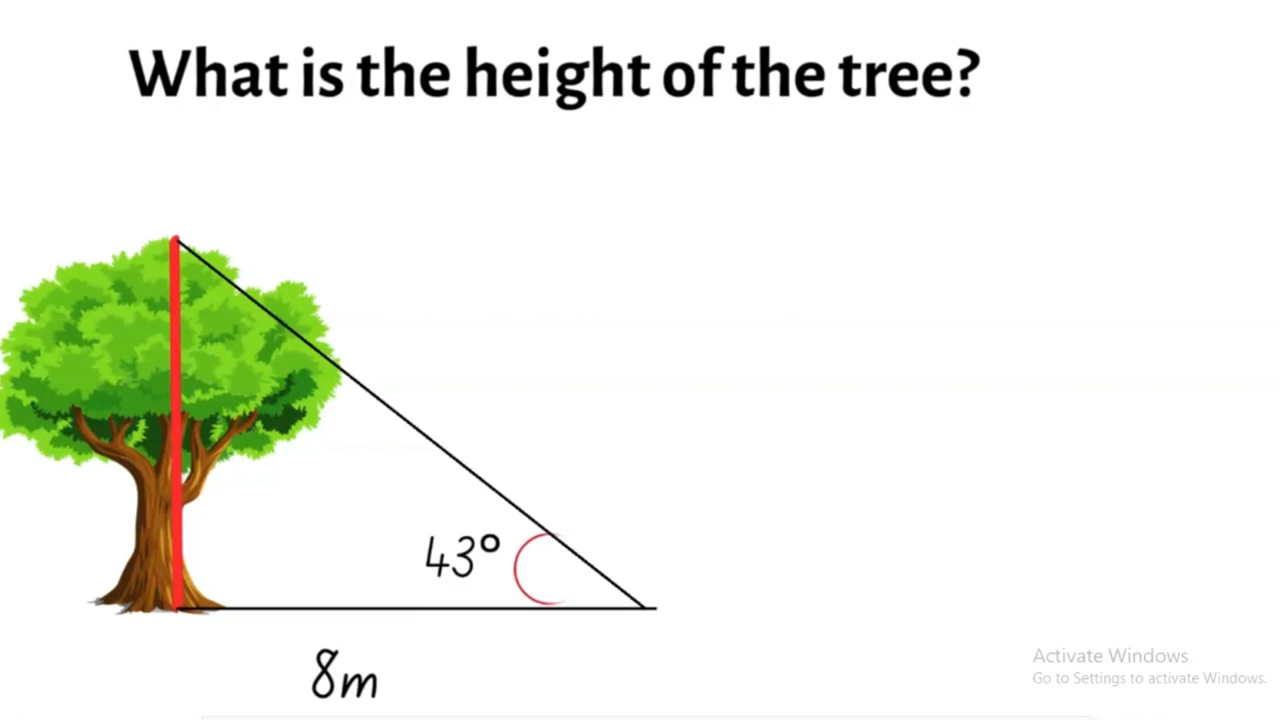 What is the height of the tree?
43°
8m
Activate Windows
Go to Settings to activate Windows.